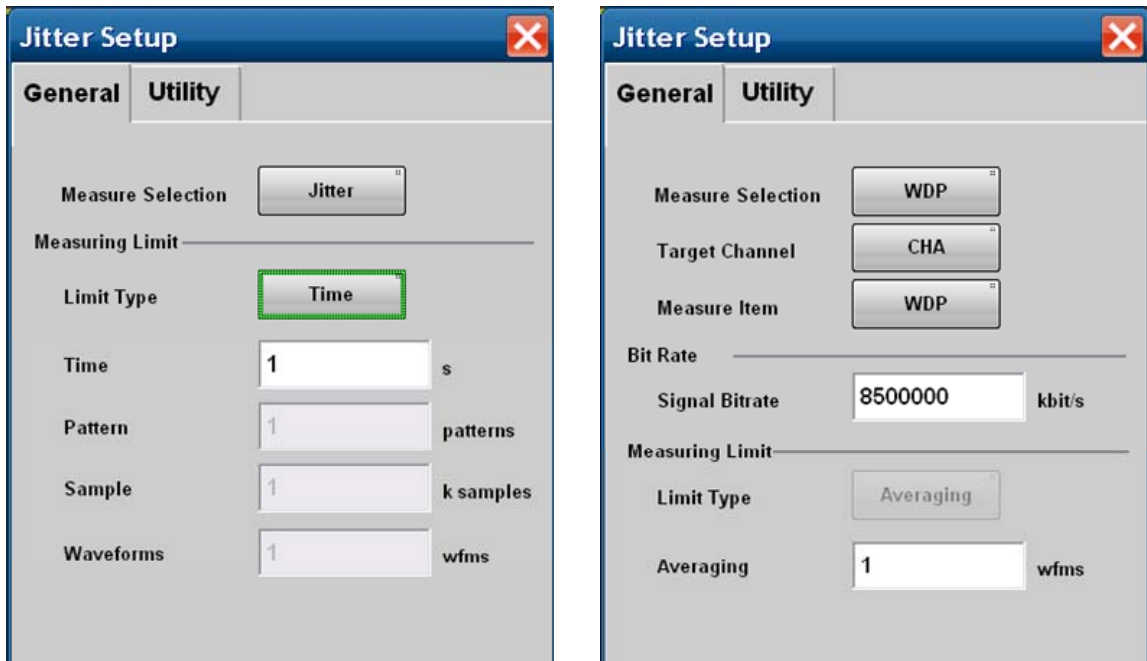 Jitter Setup
General Utility
Measure Selection Jitter
Measuring Limit
Limit Type Time
Time 1 s
Pattern 1 patterns
Sample 1 k samples
Waveforms 1 wfms
Jitter Setup
General Utility
Measure Selection WDP
Target Channel CHA
Measure Item WDP
Bit Rate
Signal Bitrate 8500000 kbit/s
Measuring Limit
Limit Type Averaging
Averaging 1 wfms